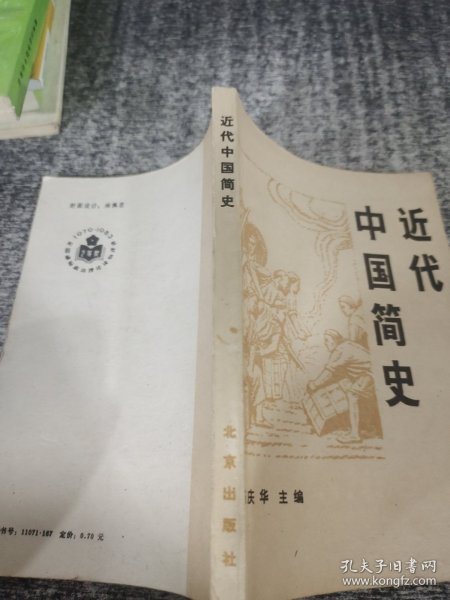 近代
中国简史
庆华 主编
近代中国简史
北京出版社
1979-1983
书号：11071·167 定价：0.70 元
孔夫子旧书网
www.kongfz.com